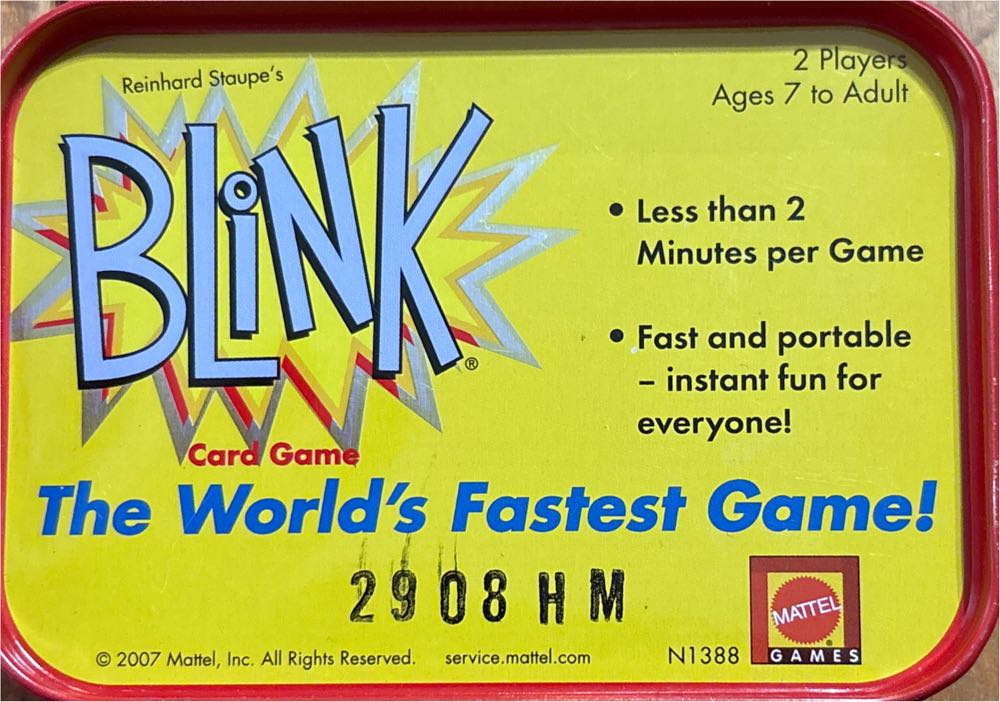 Reinhard Staupe's
BLiNK®
Card Game
2 Players
Ages 7 to Adult
• Less than 2
Minutes per Game
• Fast and portable
– instant fun for
everyone!
The World's Fastest Game!
2908 HM
© 2007 Mattel, Inc. All Rights Reserved. service.mattel.com N1388
MATTEL®
GAMES